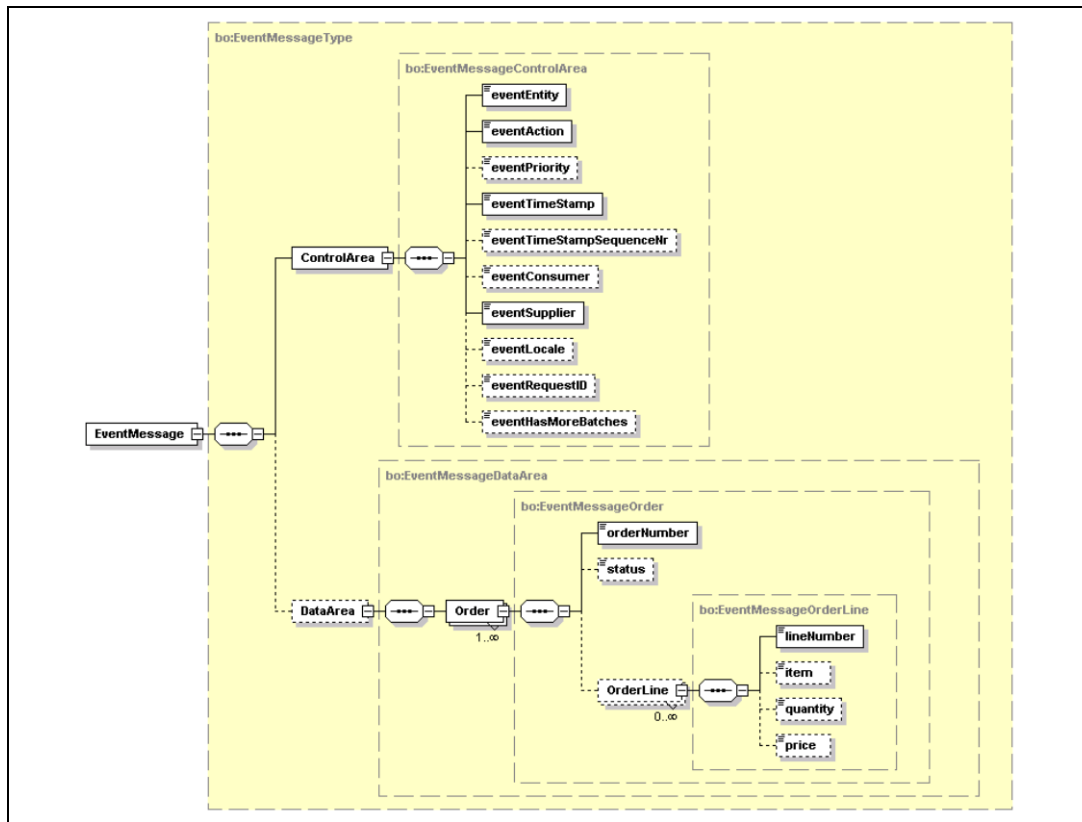 bo:EventMessageType
bo:EventMessageControlArea
eventEntity
eventAction
eventPriority
eventTimeStamp
eventTimeStampSequenceNr
ControlArea
eventConsumer
eventSupplier
eventLocale
eventRequestID
eventHasMoreBatches
EventMessage
bo:EventMessageDataArea
bo:EventMessageOrder
orderNumber
status
DataArea
Order
1..∞
bo:EventMessageOrderLine
lineNumber
item
OrderLine
0..∞
quantity
price